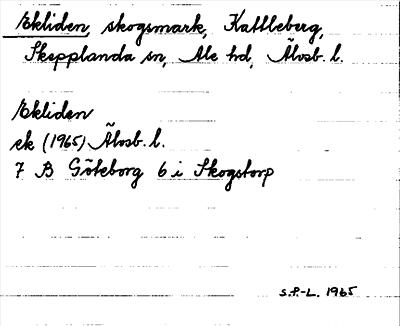 Ekliden, skogsmark, Kattleberg,
Skepplanda sn, Ale hd, Älvsb. l.
Ekliden
ek (1965) Älvsb. l.
7 B Göteborg 6 i Skogstorp
S.P-L. 1965